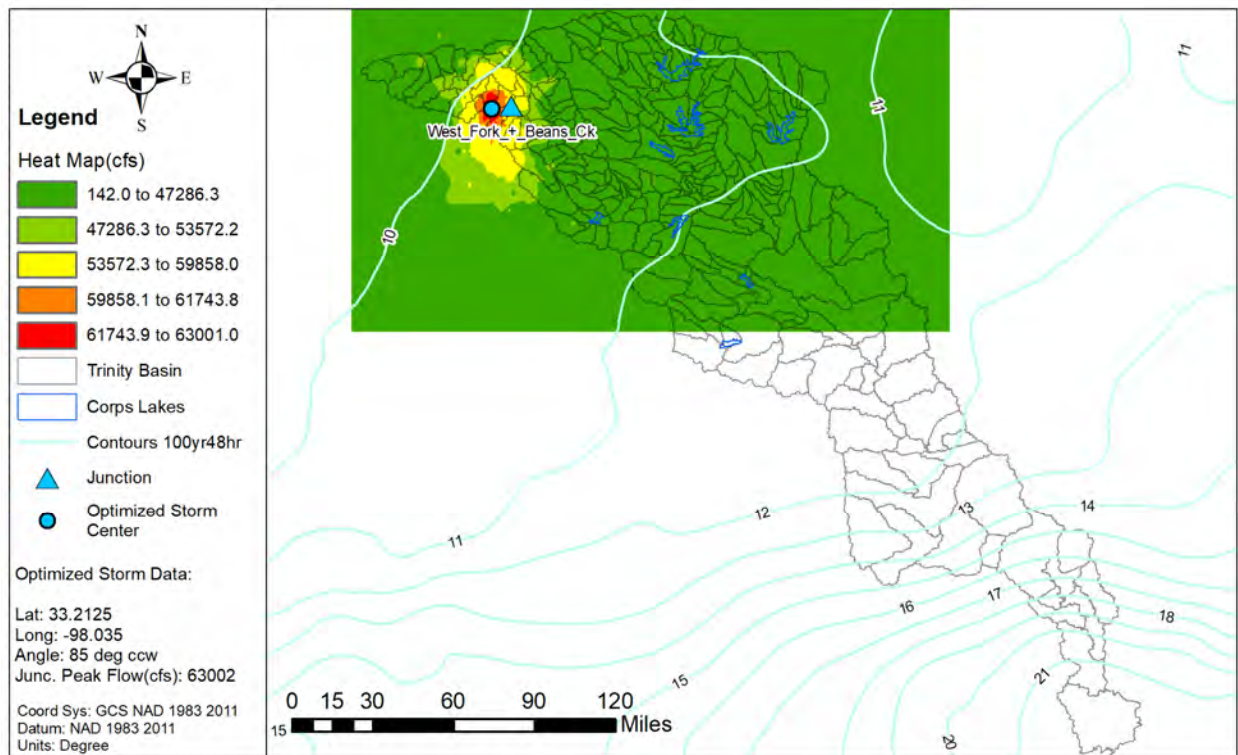 N
W
E
S
Legend
Heat Map(cfs)
142.0 to 47286.3
47286.3 to 53572.2
53572.3 to 59858.0
59858.1 to 61743.8
61743.9 to 63001.0
Trinity Basin
Corps Lakes
Contours 100yr48hr
Junction
Optimized Storm
Center
Optimized Storm Data:
Lat: 33.2125
Long: -98.035
Angle: 85 deg ccw
Junc. Peak Flow(cfs): 63002
Coord Sys: GCS NAD 1983 2011
Datum: NAD 1983 2011
Units: Degree
West_Fork_+_Beans_Ck
10
11
11
11
12
13
14
16
17
18
15
21
20
15
0 15 30 60 90 120
Miles